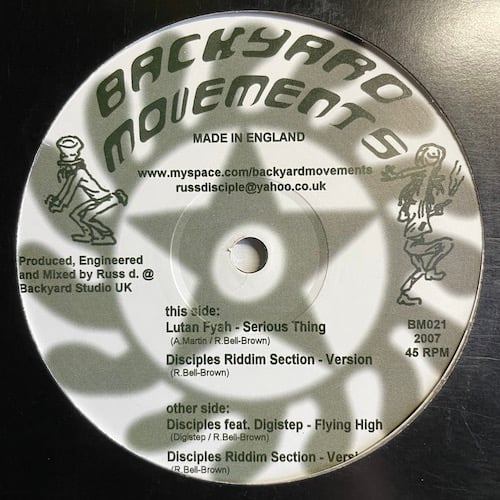 BACKYARD
MOVEMENTS
MADE IN ENGLAND
www.myspace.com/backyardmovements
russdisciple@yahoo.co.uk
Produced, Engineered
and Mixed by Russ d. @
Backyard Studio UK
this side:
Lutan Fyah - Serious Thing
(A.Martin / R.Bell-Brown)
Disciples Riddim Section - Version
(R.Bell-Brown)
BM021
2007
45 RPM
other side:
Disciples feat. Digistep - Flying High
(Digistep / R.Bell-Brown)
Disciples Riddim Section - Versi
(R.Bell-Brown)